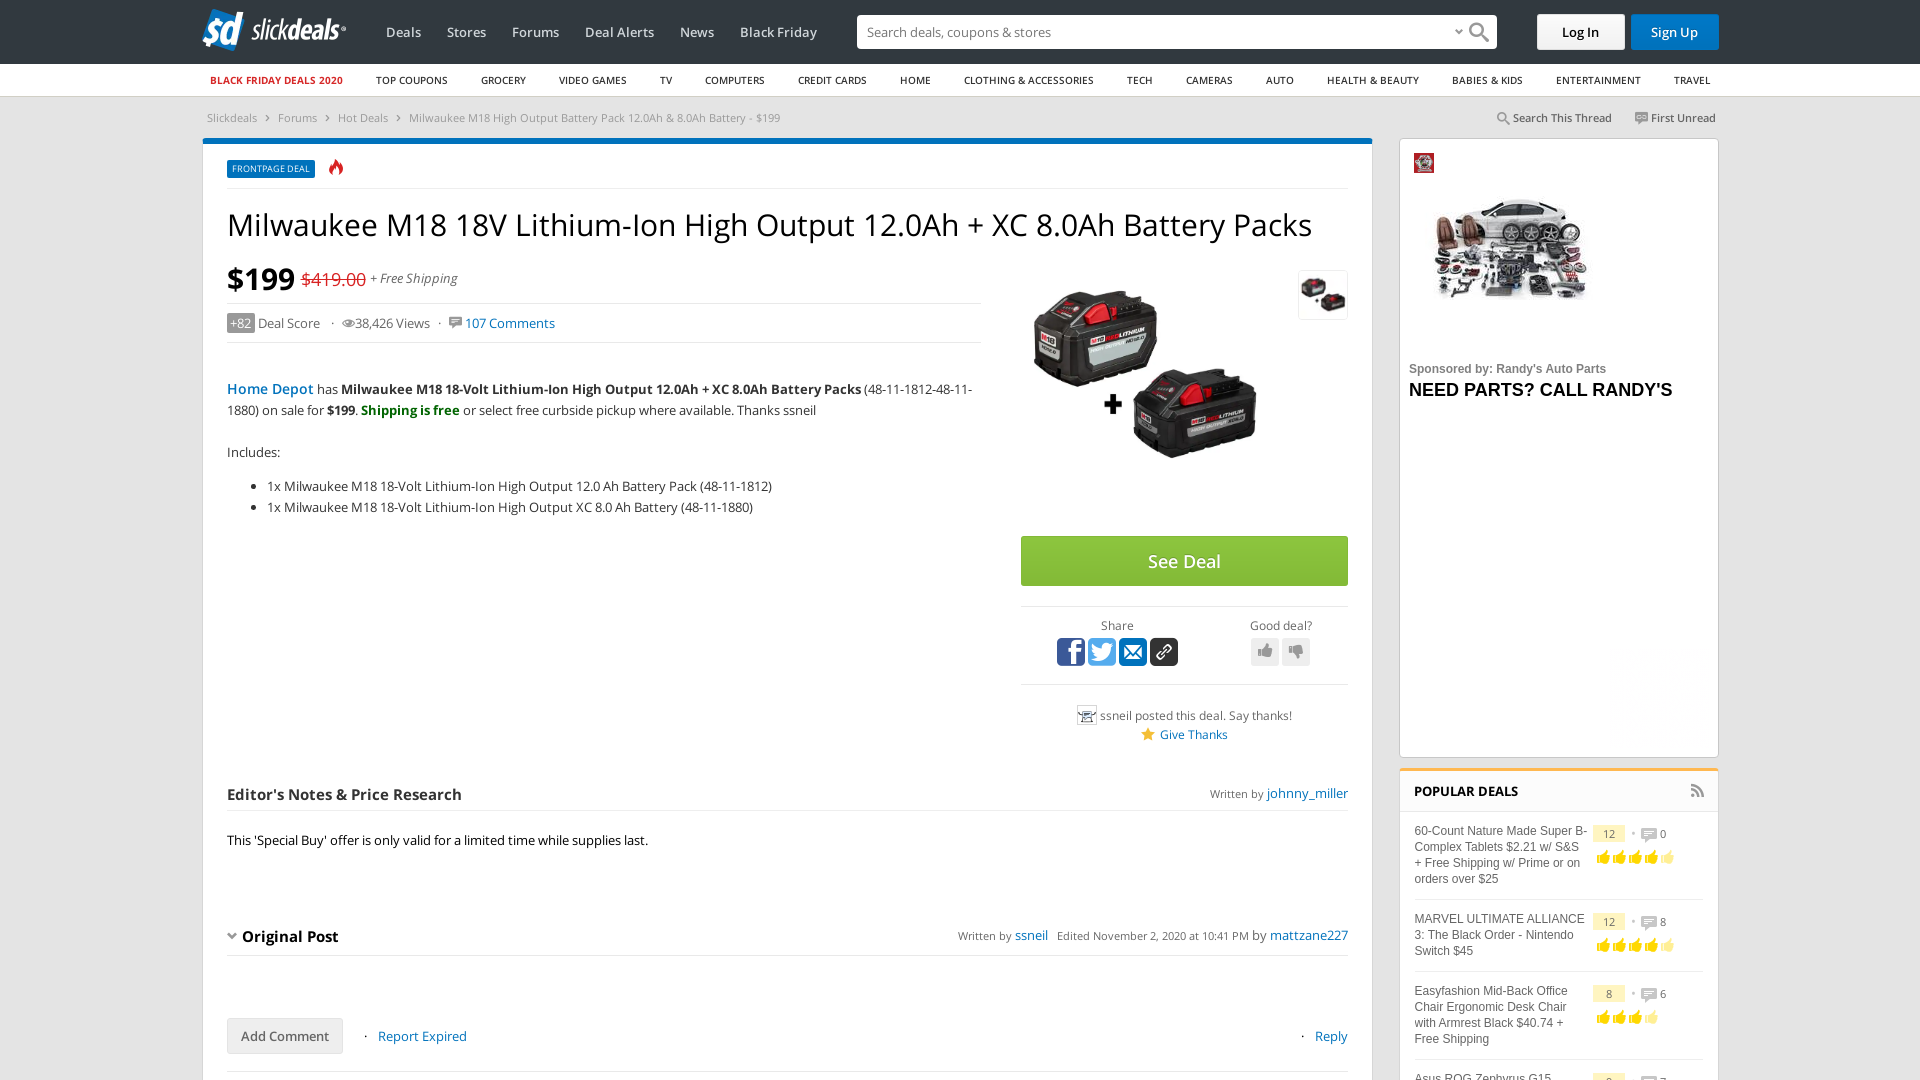 slickdeals
Deals Stores Forums Deal Alerts News Black Friday
Search deals, coupons & shops
Log In
Sign Up
BLACK FRIDAY DEALS 2020 TOP COUPONS GROCERY VIDEO GAMES TV COMPUTERS CREDIT CARDS HOME CLOTHING & ACCESSORIES TECH CAMERAS AUTO HEALTH & BEAUTY BABIES & KIDS ENTERTAINMENT TRAVEL
Slickdeals › Forums › Hot Deals › Milwaukee M18 High Output Battery Pack 12.0Ah & 8.0Ah Battery - $199
Search This Thread
First Unread
FRONTPAGE DEAL
Milwaukee M18 18V Lithium-Ion High Output 12.0Ah + XC 8.0Ah Battery Packs
$199 $419.00 + Free Shipping
+82 Deal Score · 38,426 Views · 107 Comments
Home Depot has Milwaukee M18 18-Volt Lithium-Ion High Output 12.0Ah + XC 8.0Ah Battery Packs (48-11-1812-48-11-
1880) on sale for $199. Shipping is free or select free curbside pickup where available. Thanks ssneil
Includes:
• 1x Milwaukee M18 18-Volt Lithium-Ion High Output 12.0 Ah Battery Pack (48-11-1812)
• 1x Milwaukee M18 18-Volt Lithium-Ion High Output XC 8.0 Ah Battery (48-11-1880)
See Deal
Share
Good deal?
ssneil posted this deal. Say thanks!
Give Thanks
Editor's Notes & Price Research
Written by johnny_miller
This 'Special Buy' offer is only valid for a limited time while supplies last.
Original Post
Written by ssneil Edited November 2, 2020 at 10:41 PM by mattzane227
Add Comment
· Report Expired
· Reply
Sponsored by: Randy's Auto Parts
NEED PARTS? CALL RANDY'S
POPULAR DEALS
60-Count Nature Made Super B-
Complex Tablets $2.21 w/ S&S
+ Free Shipping w/ Prime or on
orders over $25
12 • 0
MARVEL ULTIMATE ALLIANCE
3: The Black Order - Nintendo
Switch $45
12 • 8
Easyfashion Mid-Back Office
Chair Ergonomic Desk Chair
with Armrest Black $40.74 +
Free Shipping
8 • 6
Asus ROG Zephyrus G15